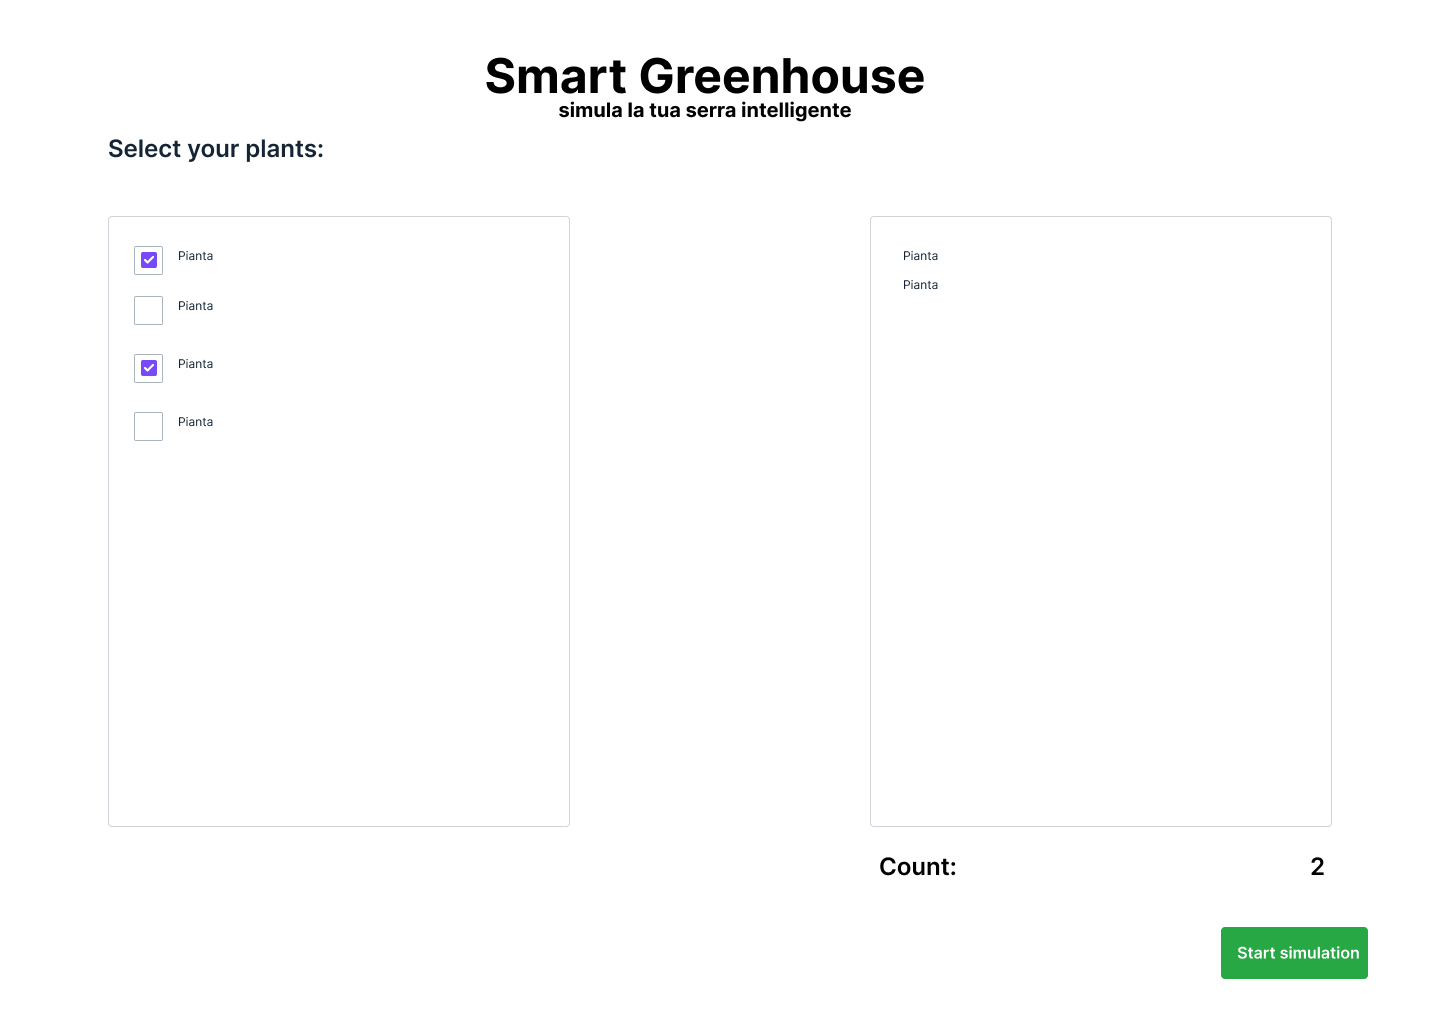 Smart Greenhouse
simula la tua serra intelligente
Select your plants:
Pianta
Pianta
Pianta
Pianta
Pianta
Pianta
Count: 2
Start simulation